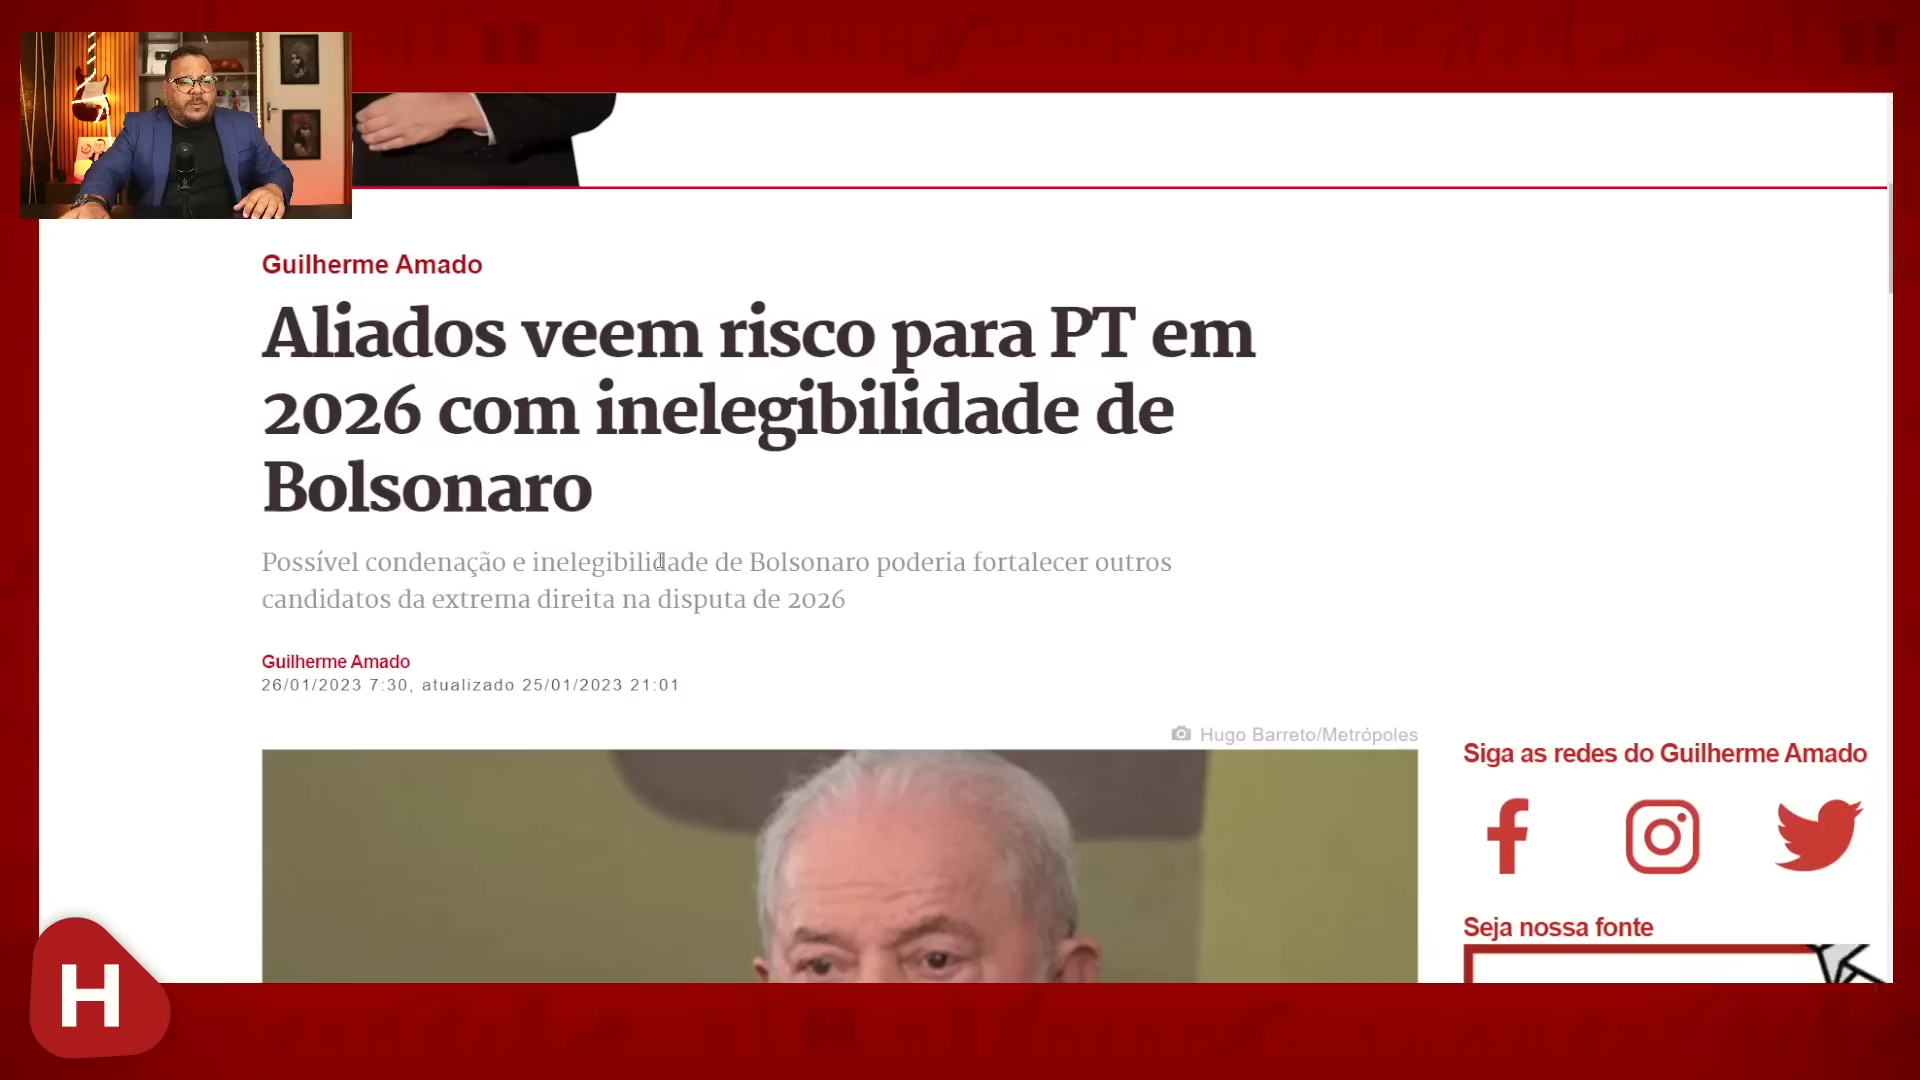 Guilherme Amado
Aliados veem risco para PT em
2026 com inelegibilidade de
Bolsonaro
Possível condenação e inelegibilidade de Bolsonaro poderia fortalecer outros
candidatos da extrema direita na disputa de 2026
Guilherme Amado
26/01/2023 7:30, atualizado 25/01/2023 21:01
Hugo Barreto/Metrópoles
Siga as redes do Guilherme Amado
Seja nossa fonte
H